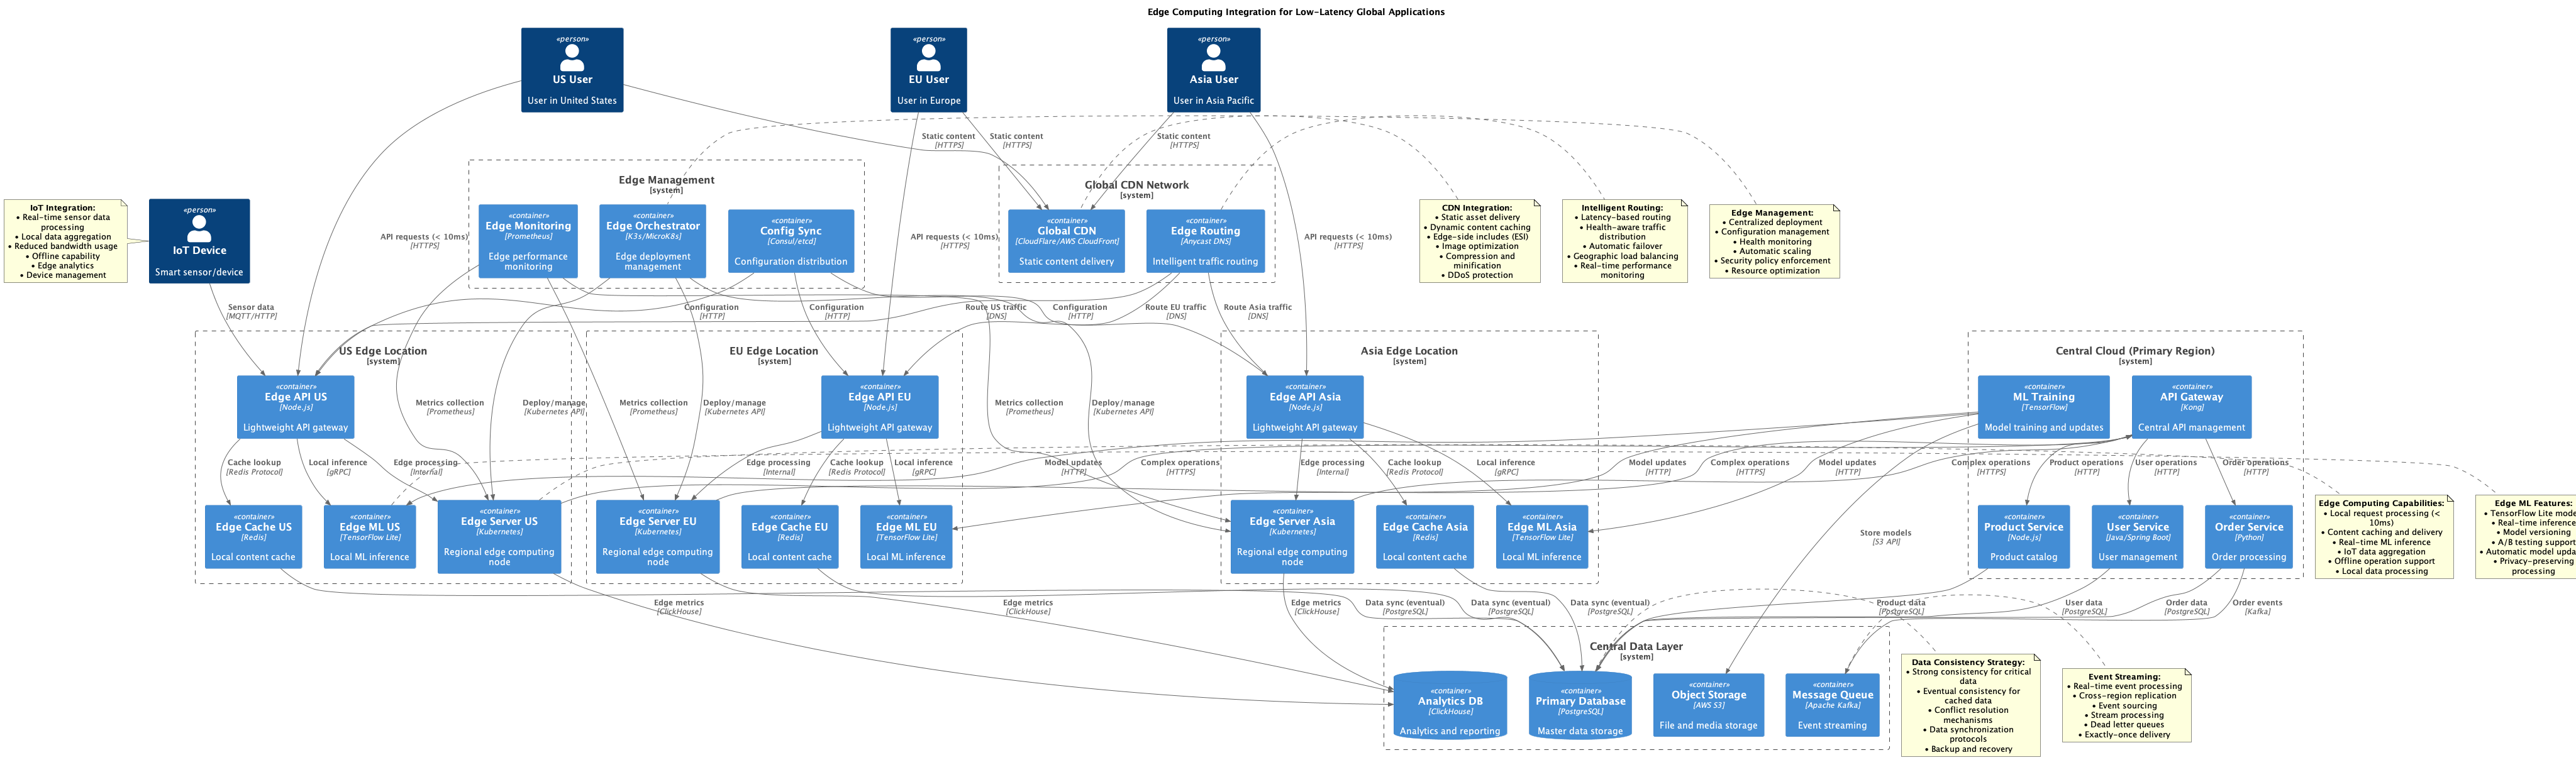 Edge Computing Integration for Low-Latency Global Applications
«person»
US User
User in United States
«person»
EU User
User in Europe
«person»
Asia User
User in Asia Pacific
Static content
[HTTPS]
Static content
[HTTPS]
Static content
[HTTPS]
IoT Integration:
• Real-time sensor data
processing
• Local data aggregation
• Reduced bandwidth usage
• Offline capability
• Edge analytics
• Device management
«person»
IoT Device
Smart sensor/device
Edge Management
[system]
«container»
Edge Monitoring
[Prometheus]
Edge performance
monitoring
«container»
Edge Orchestrator
[K3s/MicroK8s]
Edge deployment
management
«container»
Config Sync
[Consul/etcd]
Configuration distribution
Global CDN Network
[system]
«container»
Global CDN
[CloudFlare/AWS CloudFront]
Static content delivery
«container»
Edge Routing
[Anycast DNS]
Intelligent traffic routing
API requests (< 10ms)
[HTTPS]
API requests (< 10ms)
[HTTPS]
API requests (< 10ms)
[HTTPS]
CDN Integration:
• Static asset delivery
• Dynamic content caching
• Edge-side includes (ESI)
• Image optimization
• Compression and
minification
• DDoS protection
Intelligent Routing:
• Latency-based routing
• Health-aware traffic
distribution
• Automatic failover
• Geographic load balancing
• Real-time performance
monitoring
Edge Management:
• Centralized deployment
• Configuration management
• Health monitoring
• Automatic scaling
• Security policy enforcement
• Resource optimization
Sensor data
[MQTT/HTTP]
Configuration
[HTTP]
Configuration
[HTTP]
Route US traffic
[DNS]
Configuration
[HTTP]
Route EU traffic
[DNS]
Route Asia traffic
[DNS]
US Edge Location
[system]
«container»
Edge API US
[Node.js]
Lightweight API gateway
EU Edge Location
[system]
«container»
Edge API EU
[Node.js]
Lightweight API gateway
Asia Edge Location
[system]
«container»
Edge API Asia
[Node.js]
Lightweight API gateway
Central Cloud (Primary Region)
[system]
«container»
ML Training
[TensorFlow]
Model training and updates
«container»
API Gateway
[Kong]
Central API management
Metrics collection
[Prometheus]
Deploy/manage
[Kubernetes API]
Metrics collection
[Prometheus]
Deploy/manage
[Kubernetes API]
Metrics collection
[Prometheus]
Deploy/manage
[Kubernetes API]
Cache lookup
[Redis Protocol]
Local inference
[gRPC]
Edge processing
[Internal]
Edge processing
[Internal]
Cache lookup
[Redis Protocol]
Local inference
[gRPC]
Model updates
[HTTP]
Complex operations
[HTTPS]
Edge processing
[Internal]
Cache lookup
[Redis Protocol]
Local inference
[gRPC]
Model updates
[HTTP]
Complex operations
[HTTPS]
Model updates
[HTTP]
Complex operations
[HTTPS]
Product operations
[HTTP]
User operations
[HTTP]
Order operations
[HTTP]
«container»
Edge Cache US
[Redis]
Local content cache
«container»
Edge ML US
[TensorFlow Lite]
Local ML inference
«container»
Edge Server US
[Kubernetes]
Regional edge computing
node
«container»
Edge Server EU
[Kubernetes]
Regional edge computing
node
«container»
Edge Cache EU
[Redis]
Local content cache
«container»
Edge ML EU
[TensorFlow Lite]
Local ML inference
«container»
Edge Server Asia
[Kubernetes]
Regional edge computing
node
«container»
Edge Cache Asia
[Redis]
Local content cache
«container»
Edge ML Asia
[TensorFlow Lite]
Local ML inference
Store models
[S3 API]
«container»
Product Service
[Node.js]
Product catalog
«container»
User Service
[Java/Spring Boot]
User management
«container»
Order Service
[Python]
Order processing
Edge Computing Capabilities:
• Local request processing (<
10ms)
• Content caching and delivery
• Real-time ML inference
• IoT data aggregation
• Offline operation support
• Local data processing
Edge ML Features:
• TensorFlow Lite mode
• Real-time inference
• Model versioning
• A/B testing support
• Automatic model upda
• Privacy-preserving
processing
Edge metrics
[ClickHouse]
Edge metrics
[ClickHouse]
Edge metrics
[ClickHouse]
Data sync (eventual)
[PostgreSQL]
Data sync (eventual)
[PostgreSQL]
Data sync (eventual)
[PostgreSQL]
Product data
[PostgreSQL]
User data
[PostgreSQL]
Order data
[PostgreSQL]
Order events
[Kafka]
Central Data Layer
[system]
«container»
Analytics DB
[ClickHouse]
Analytics and reporting
«container»
Primary Database
[PostgreSQL]
Master data storage
«container»
Object Storage
[AWS S3]
File and media storage
«container»
Message Queue
[Apache Kafka]
Event streaming
Data Consistency Strategy:
• Strong consistency for critical
data
• Eventual consistency for
cached data
• Conflict resolution
mechanisms
• Data synchronization
protocols
• Backup and recovery
Event Streaming:
• Real-time event processing
• Cross-region replication
• Event sourcing
• Stream processing
• Dead letter queues
• Exactly-once delivery